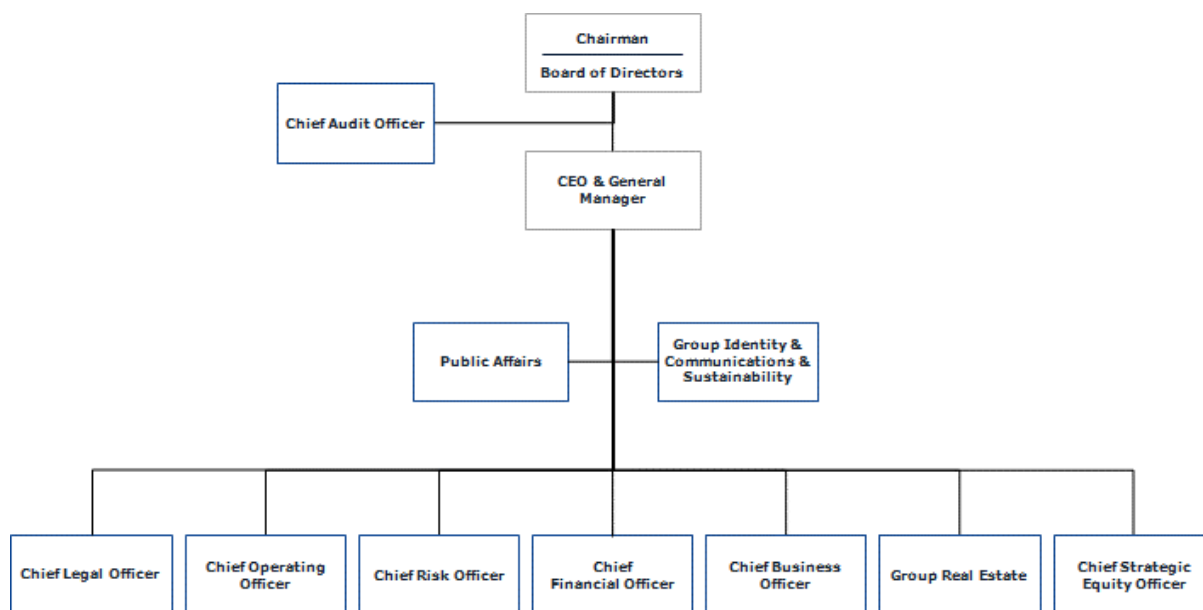 Chairman
Board of Directors
Chief Audit Officer
CEO & General
Manager
Public Affairs
Group Identity &
Communications &
Sustainability
Chief Legal Officer
Chief Operating
Officer
Chief Risk Officer
Chief
Financial Officer
Chief Business
Officer
Group Real Estate
Chief Strategic
Equity Officer